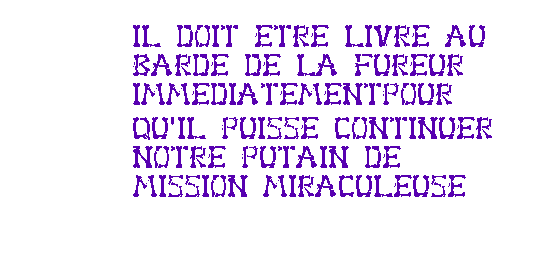 IL DOIT ETRE LIVRE AU
BARDE DE LA FUREUR
IMMEDIATEMENTPOUR
QU'IL PUISSE CONTINUER
NOTRE PUTAIN DE
MISSION MIRACULEUSE